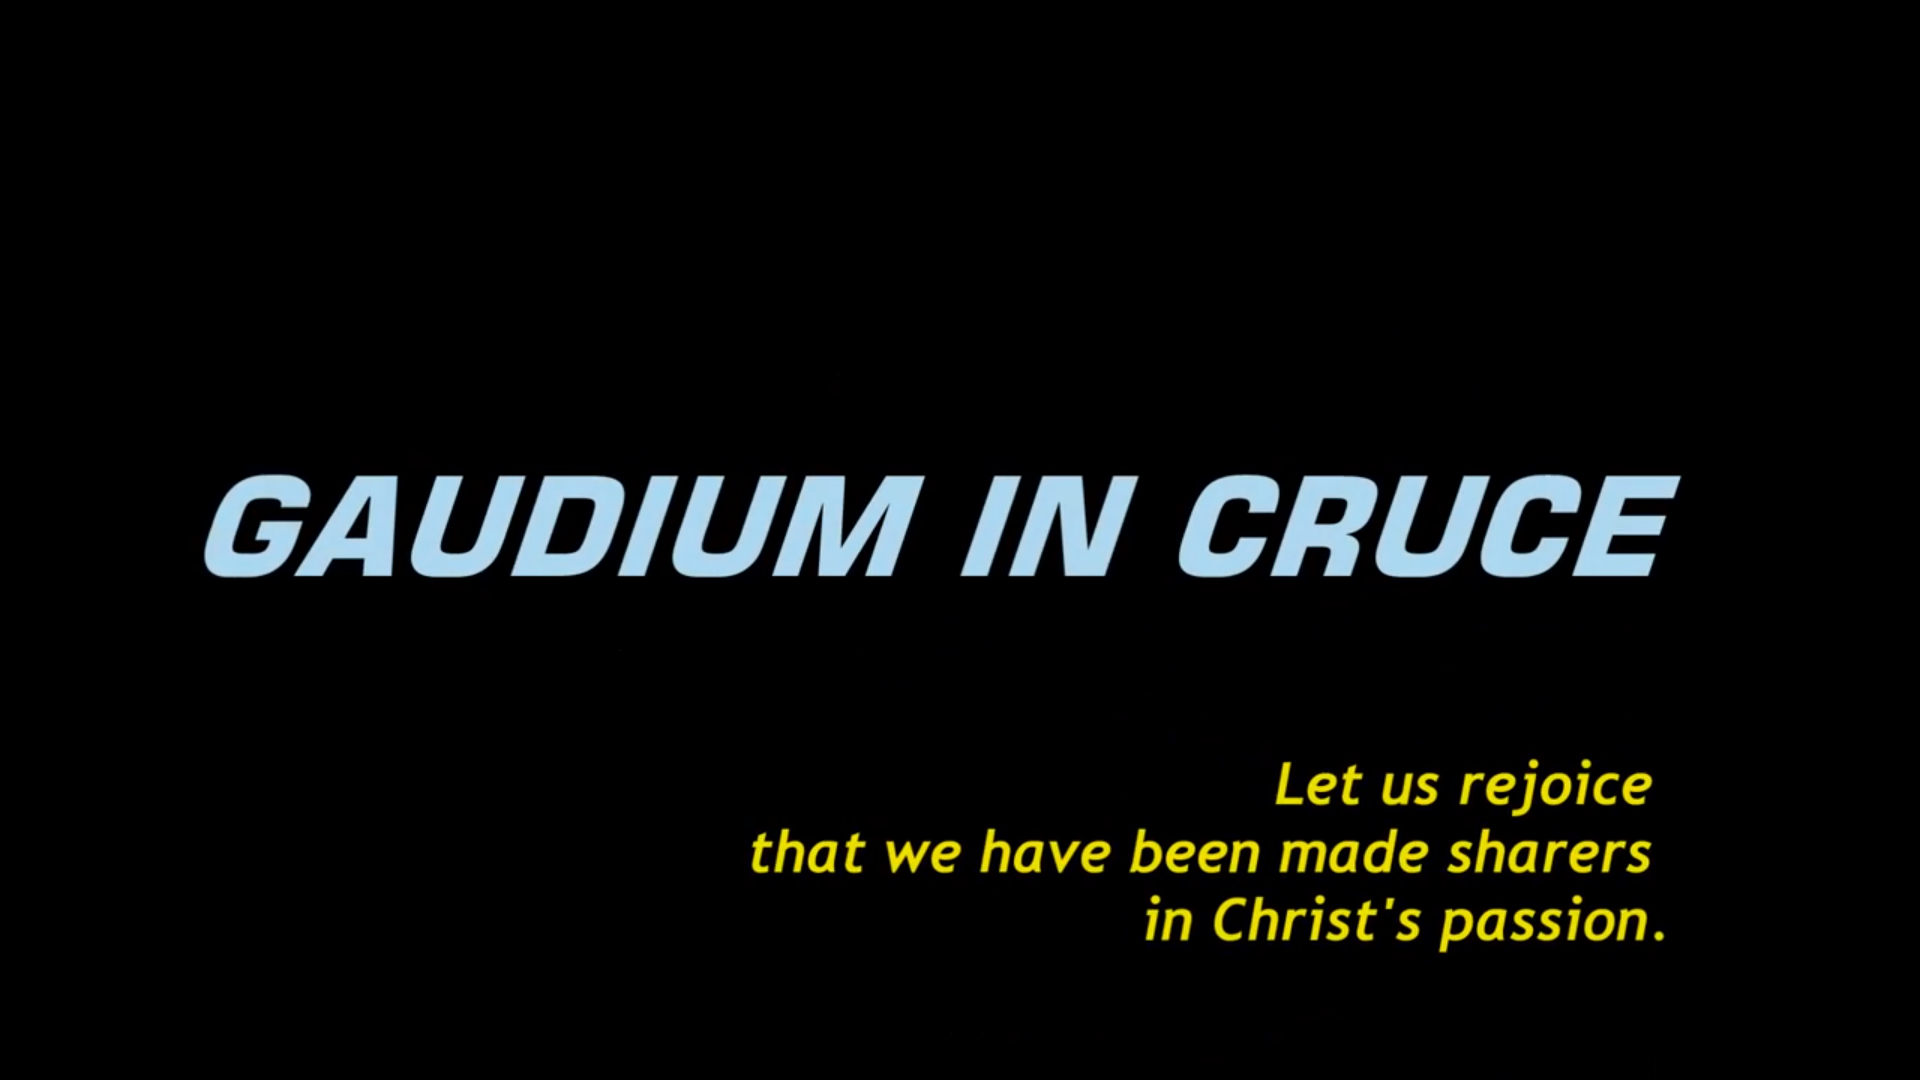 GAUDIUM IN CRUCE
Let us rejoice
that we have been made sharers
in Christ's passion.